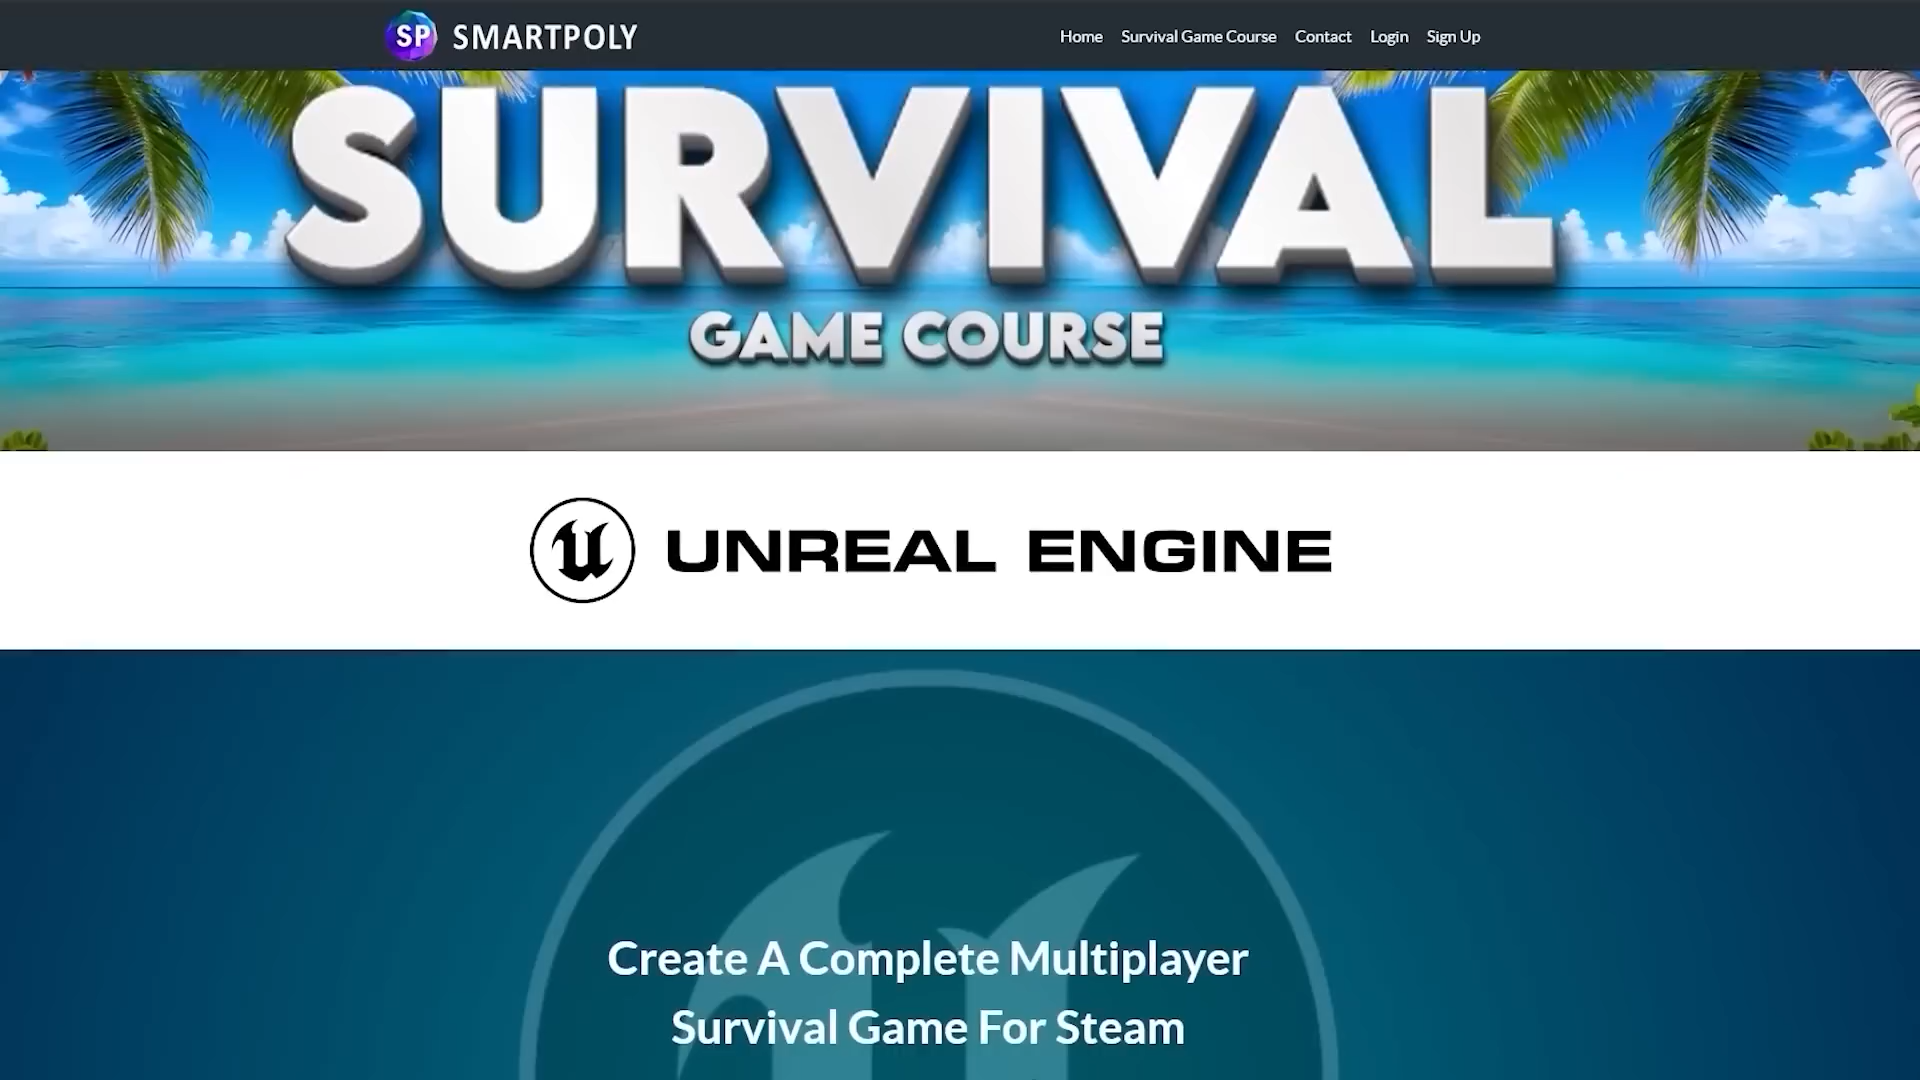 SP SMARTPOLY
Home Survival Game Course Contact Login Sign Up
SURVIVAL
GAME COURSE
UNREAL ENGINE
Create A Complete Multiplayer
Survival Game For Steam